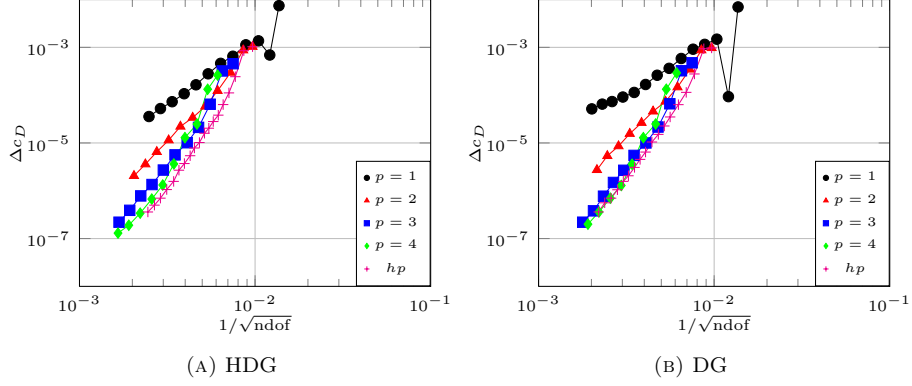 10^{-3}
10^{-5}
10^{-7}
Δc_D
p = 1
p = 2
p = 3
p = 4
hp
10^{-3}
10^{-2}
10^{-1}
1/√ndof
(A) HDG
10^{-3}
10^{-5}
10^{-7}
Δc_D
p = 1
p = 2
p = 3
p = 4
hp
10^{-3}
10^{-2}
10^{-1}
1/√ndof
(B) DG